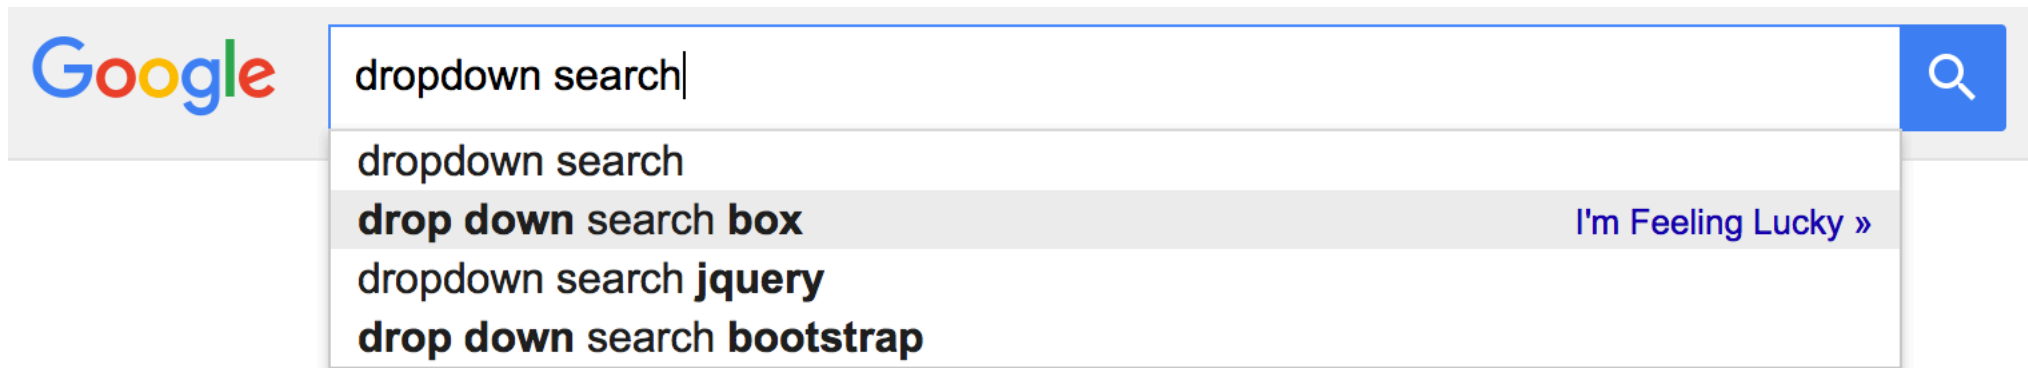 Google
dropdown search
dropdown search
drop down search box I'm Feeling Lucky »
dropdown search jquery
drop down search bootstrap